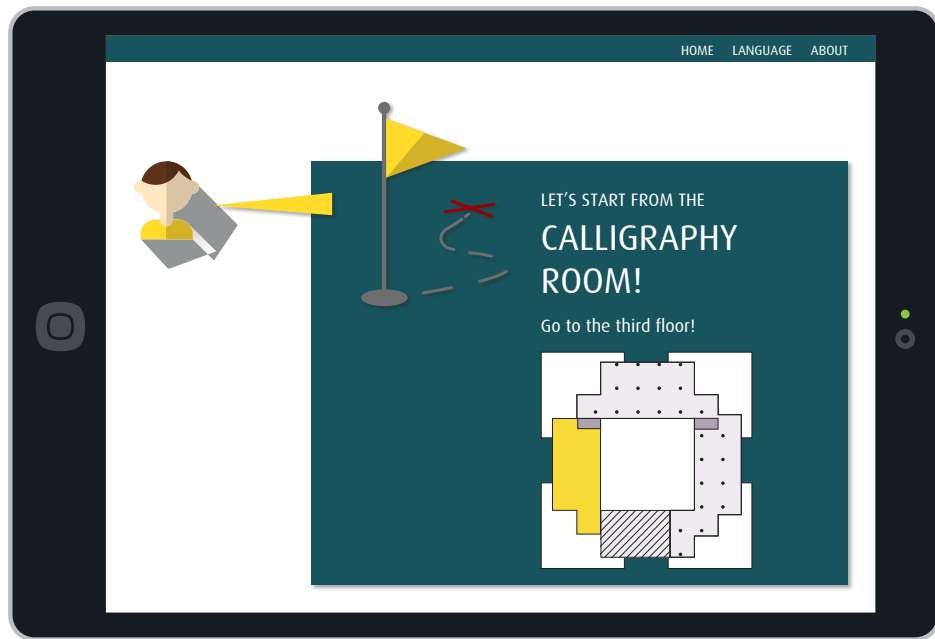 HOME LANGUAGE ABOUT
LET'S START FROM THE
CALLIGRAPHY
ROOM!
Go to the third floor!